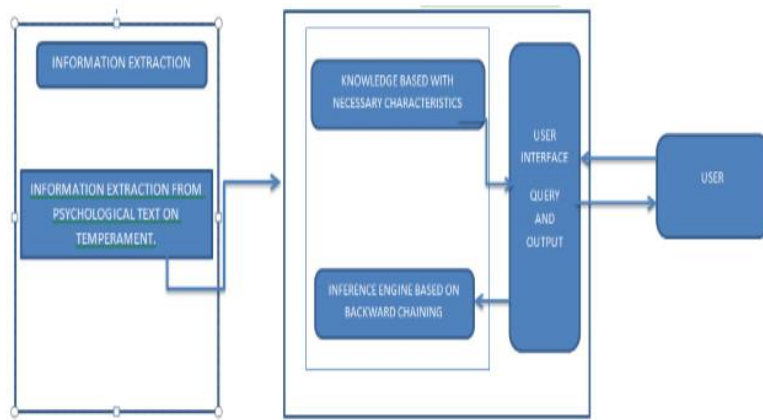 INFORMATION EXTRACTION
INFORMATION EXTRACTION FROM
PSYCHOLOGICAL TEXT ON
TEMPERAMENT.
KNOWLEDGE BASED WITH
NECESSARY CHARACTERISTICS
INFERENCE ENGINE BASED ON
BACKWARD CHAINING
USER
INTERFACE
QUERY
AND
OUTPUT
USER